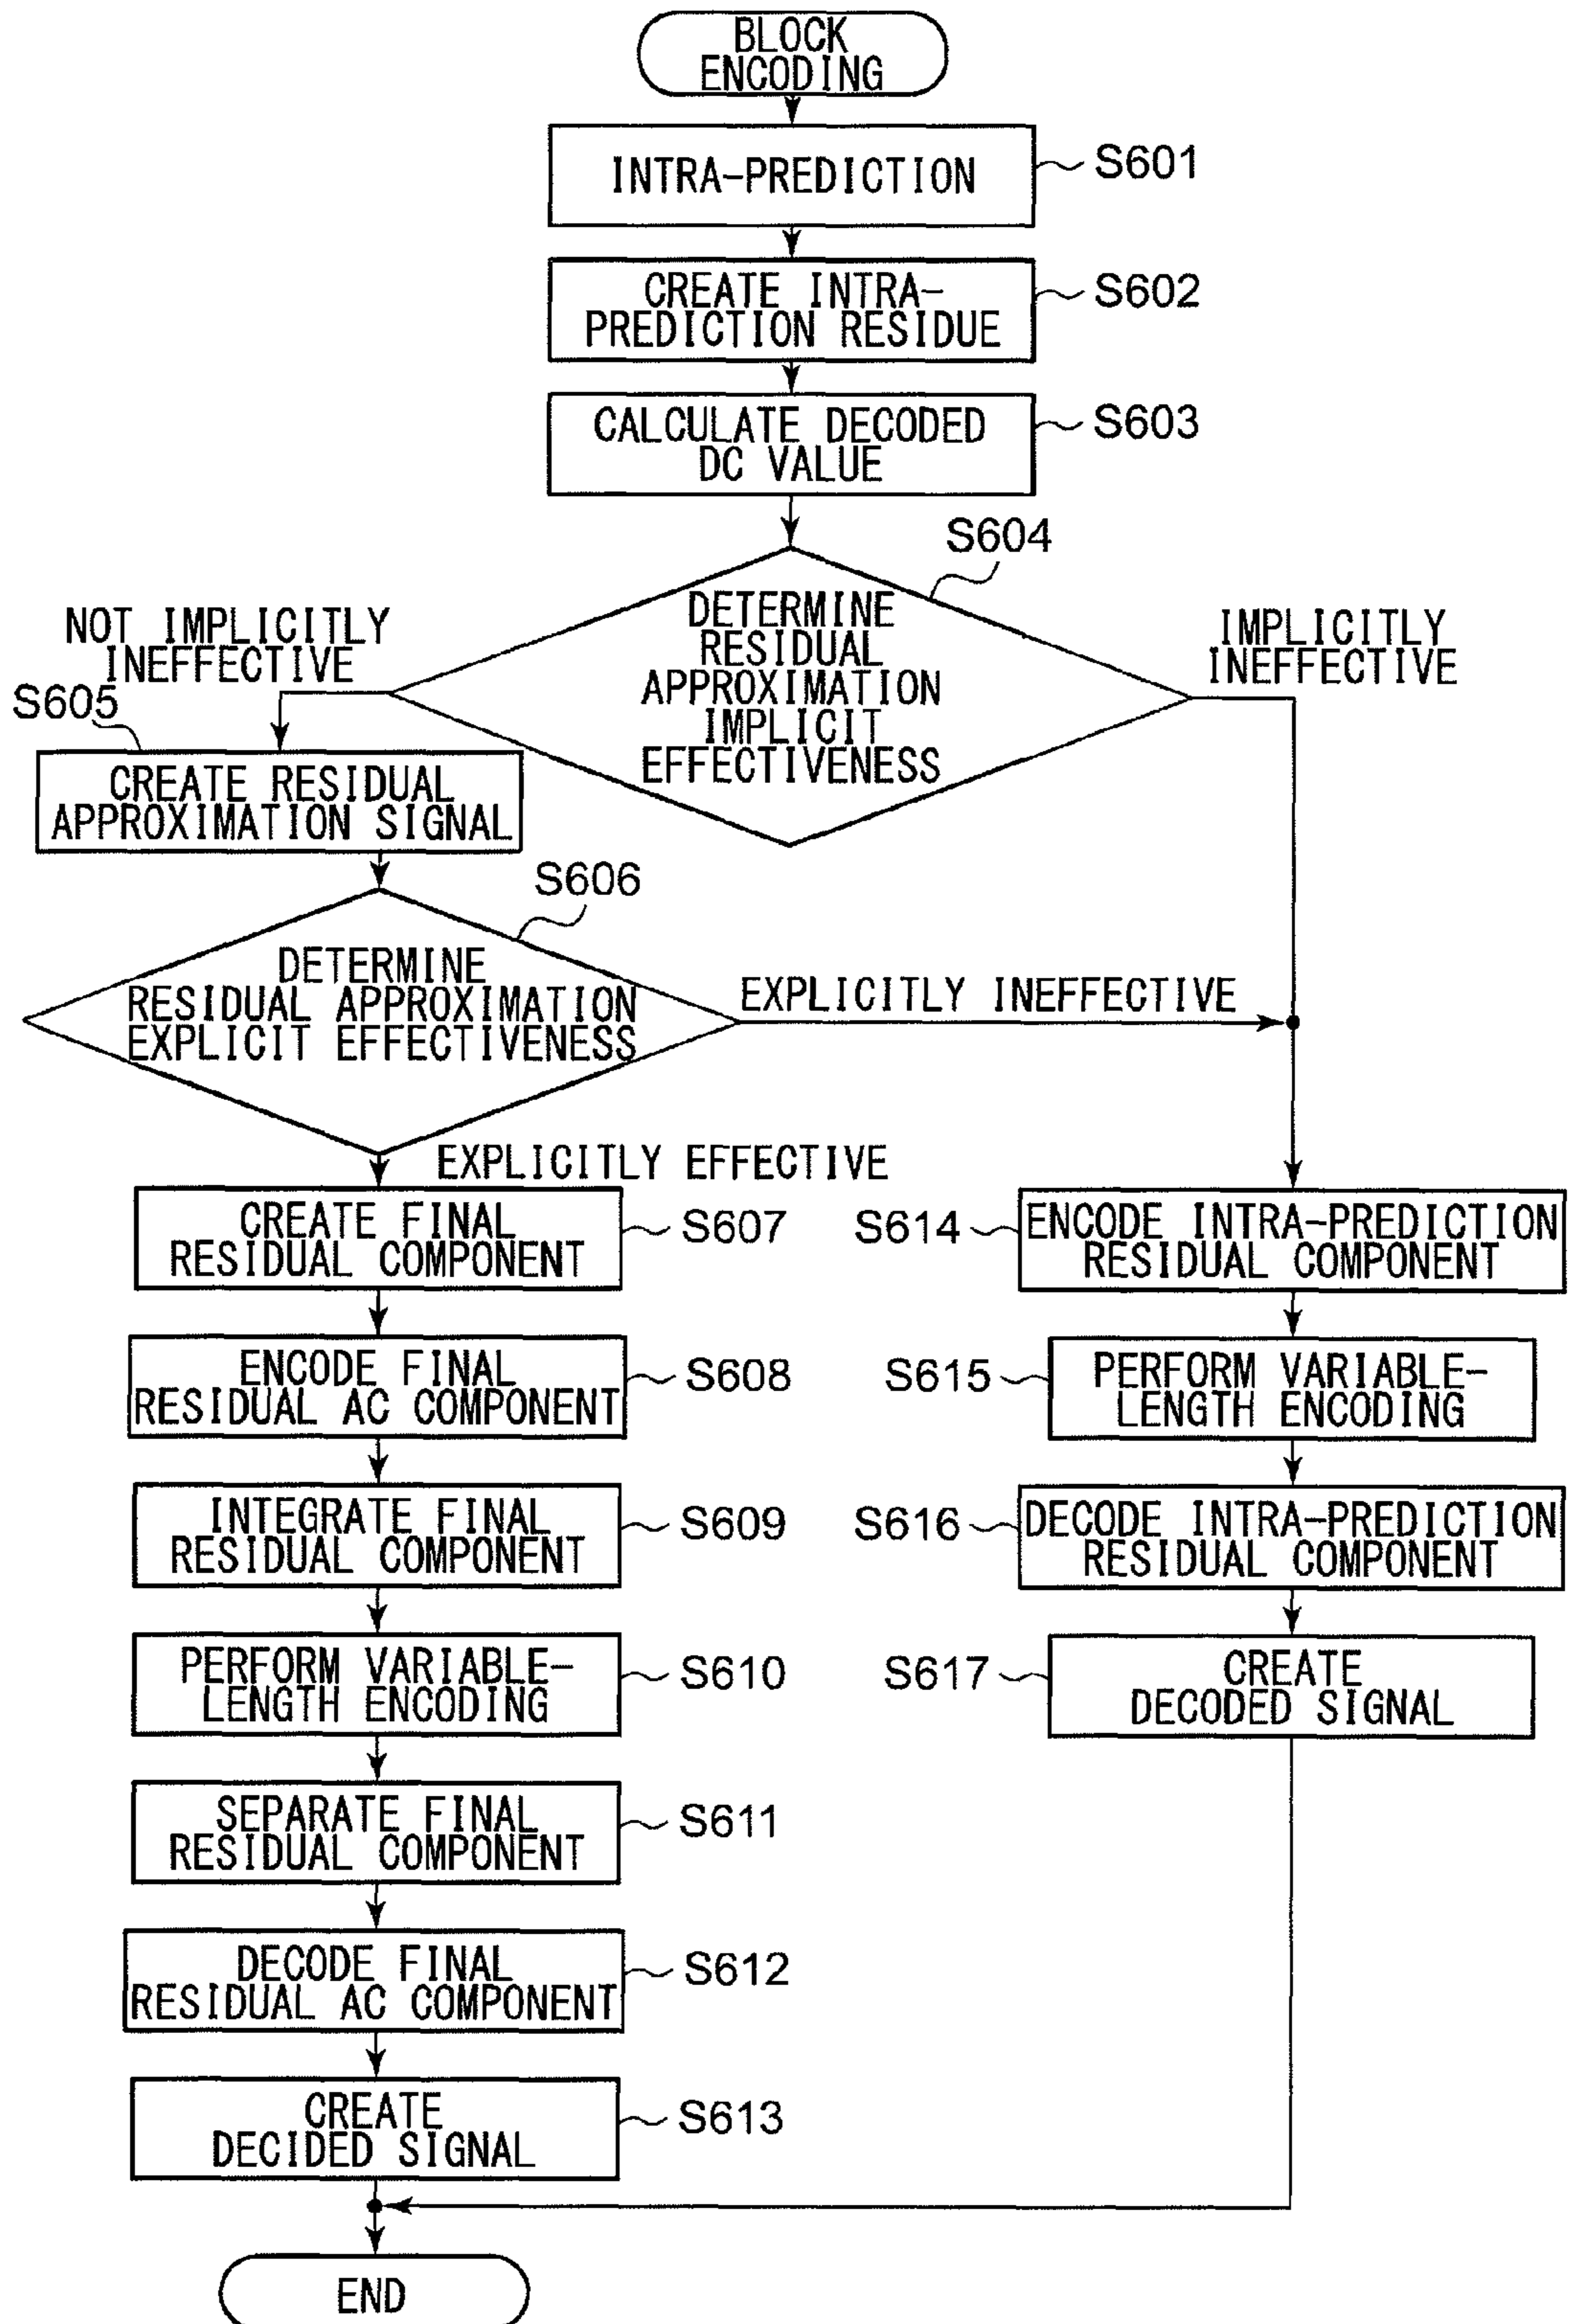 BLOCK
ENCODING
INTRA-PREDICTION
S601
CREATE INTRA-
PREDICTION RESIDUE
S602
CALCULATE DECODED
DC VALUE
S603
S604
DETERMINE
RESIDUAL
APPROXIMATION
IMPLICIT
EFFECTIVENESS
NOT IMPLICITLY
INEFFECTIVE
IMPLICITLY
INEFFECTIVE
S605
CREATE RESIDUAL
APPROXIMATION SIGNAL
S606
DETERMINE
RESIDUAL APPROXIMATION
EXPLICIT EFFECTIVENESS
EXPLICITLY INEFFECTIVE
EXPLICITLY EFFECTIVE
CREATE FINAL
RESIDUAL COMPONENT
S607
ENCODE FINAL
RESIDUAL AC COMPONENT
S608
INTEGRATE FINAL
RESIDUAL COMPONENT
S609
PERFORM VARIABLE-
LENGTH ENCODING
S610
SEPARATE FINAL
RESIDUAL COMPONENT
S611
DECODE FINAL
RESIDUAL AC COMPONENT
S612
CREATE
DECIDED SIGNAL
S613
S614
ENCODE INTRA-PREDICTION
RESIDUAL COMPONENT
S615
PERFORM VARIABLE-
LENGTH ENCODING
S616
DECODE INTRA-PREDICTION
RESIDUAL COMPONENT
S617
CREATE
DECODED SIGNAL
END